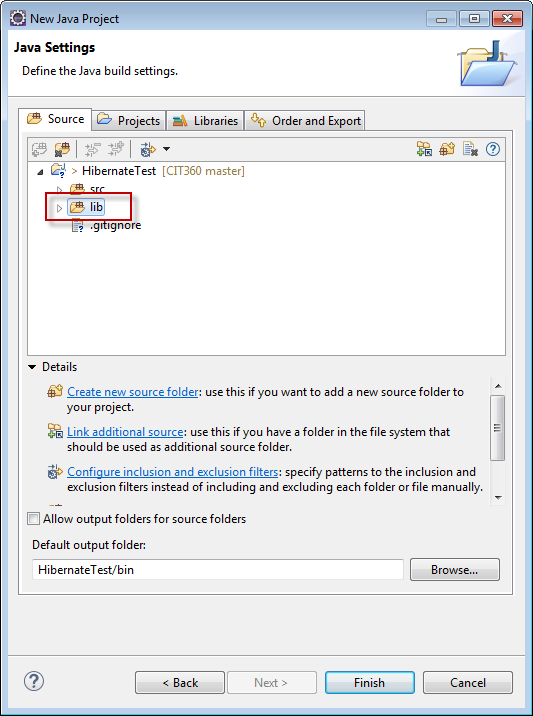 New Java Project
Java Settings
Define the Java build settings.
Source
Projects
Libraries
Order and Export
> HibernateTest [CIT360 master]
src
lib
.gitignore
Details
Create new source folder: use this if you want to add a new source folder to
your project.
Link additional source: use this if you have a folder in the file system that
should be used as additional source folder.
Configure inclusion and exclusion filters: specify patterns to the inclusion and
exclusion filters instead of including and excluding each folder or file manually.
Allow output folders for source folders
Default output folder:
HibernateTest/bin
Browse...
< Back
Next >
Finish
Cancel